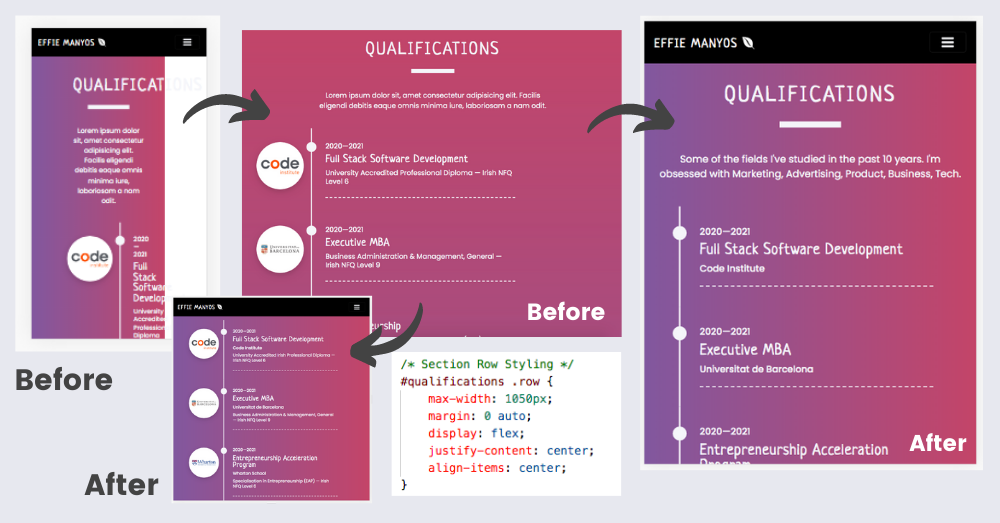 EFFIE MANYOS
QUALIFICATIONS
Lorem ipsum dolor
sit, amet consectetur
adipisicing elit.
Facilis eligendi
debitis eaque omnis
minima iure,
laboriosam a nam
odit.
code
institute
2020
—
2021
Full
Stack
Software
Develop
University
Accredited
Profession
Diploma
Before
QUALIFICATIONS
Lorem ipsum dolor sit, amet consectetur adipisicing elit. Facilis
eligendi debitis eaque omnis minima iure, laboriosam a nam odit.
code
institute
2020—2021
Full Stack Software Development
University Accredited Professional Diploma — Irish NFQ
Level 6
UNIVERSITAT DE
BARCELONA
2020—2021
Executive MBA
Business Administration & Management, General —
Irish NFQ Level 9
Before
EFFIE MANYOS
code
institute
2020—2021
Full Stack Software Development
Code Institute
University Accredited Irish Professional Diploma —
Irish NFQ Level 6
2020—2021
Executive MBA
Universitat de Barcelona
Business Administration & Management, General
— Irish NFQ Level 9
Wharton
2020—2021
Entrepreneurship Acceleration
Program
Wharton School
Specialization in Entrepreneurship (EAP) — Irish
NFQ Level 5
After
/* Section Row Styling */
#qualifications .row {
max-width: 1050px;
margin: 0 auto;
display: flex;
justify-content: center;
align-items: center;
}
EFFIE MANYOS
QUALIFICATIONS
Some of the fields I've studied in the past 10 years. I'm
obsessed with Marketing, Advertising, Product, Business, Tech.
2020—2021
Full Stack Software Development
Code Institute
2020—2021
Executive MBA
Universitat de Barcelona
2020—2021
Entrepreneurship Acceleration
Program
After